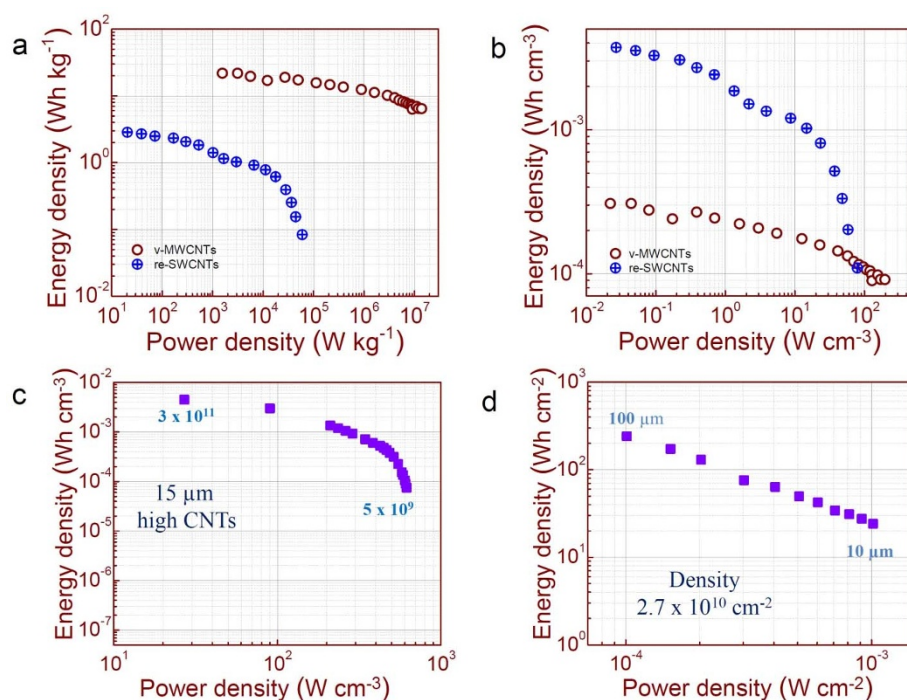 a
Energy density (Wh kg⁻¹)
10²
10⁰
10⁻²
v-MWCNTs
re-SWCNTs
10¹ 10² 10³ 10⁴ 10⁵ 10⁶ 10⁷
Power density (W kg⁻¹)
b
Energy density (Wh cm⁻³)
10⁻³
10⁻⁴
v-MWCNTs
re-SWCNTs
10⁻² 10⁻¹ 10⁰ 10¹ 10²
Power density (W cm⁻³)
c
Energy density (Wh cm⁻³)
10⁻²
10⁻³
10⁻⁴
10⁻⁵
10⁻⁶
10⁻⁷
3 x 10¹¹
5 x 10⁹
15 µm
high CNTs
10¹ 10² 10³
Power density (W cm⁻³)
d
Energy density (Wh cm⁻²)
10³
10²
10¹
10⁰
100 µm
10 µm
Density
2.7 x 10¹⁰ cm⁻²
10⁻⁴ 10⁻³
Power density (W cm⁻²)